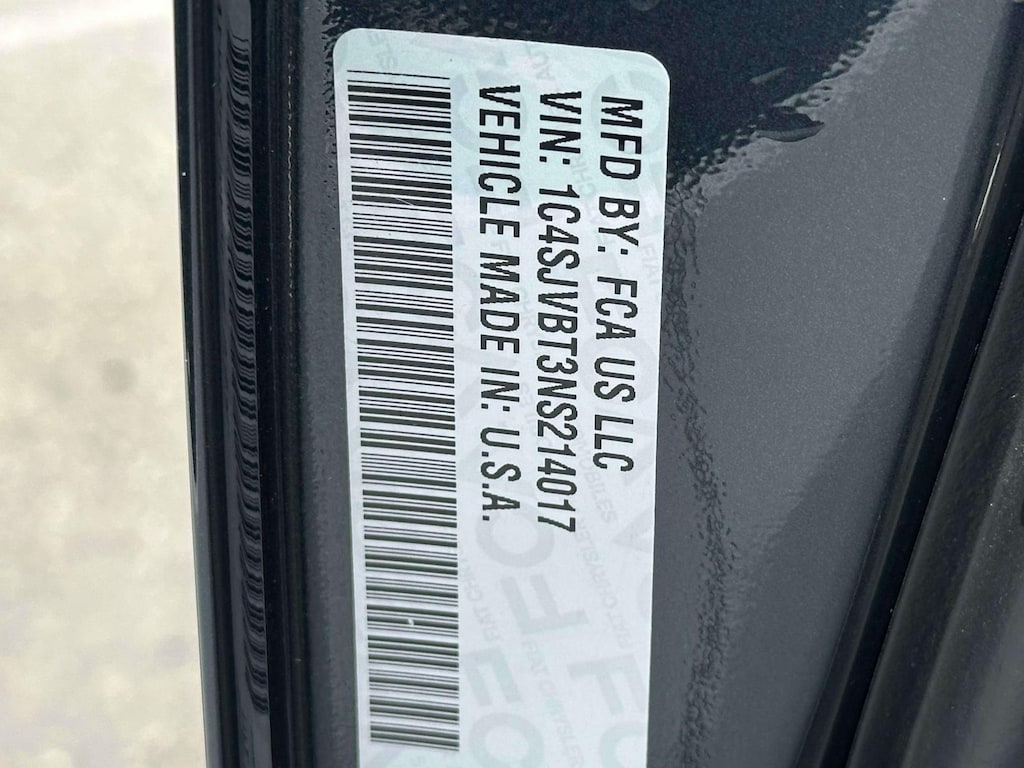 MFD BY: FCA US LLC
VIN: 1C4SJVBT3NS214017
VEHICLE MADE IN: U.S.A.